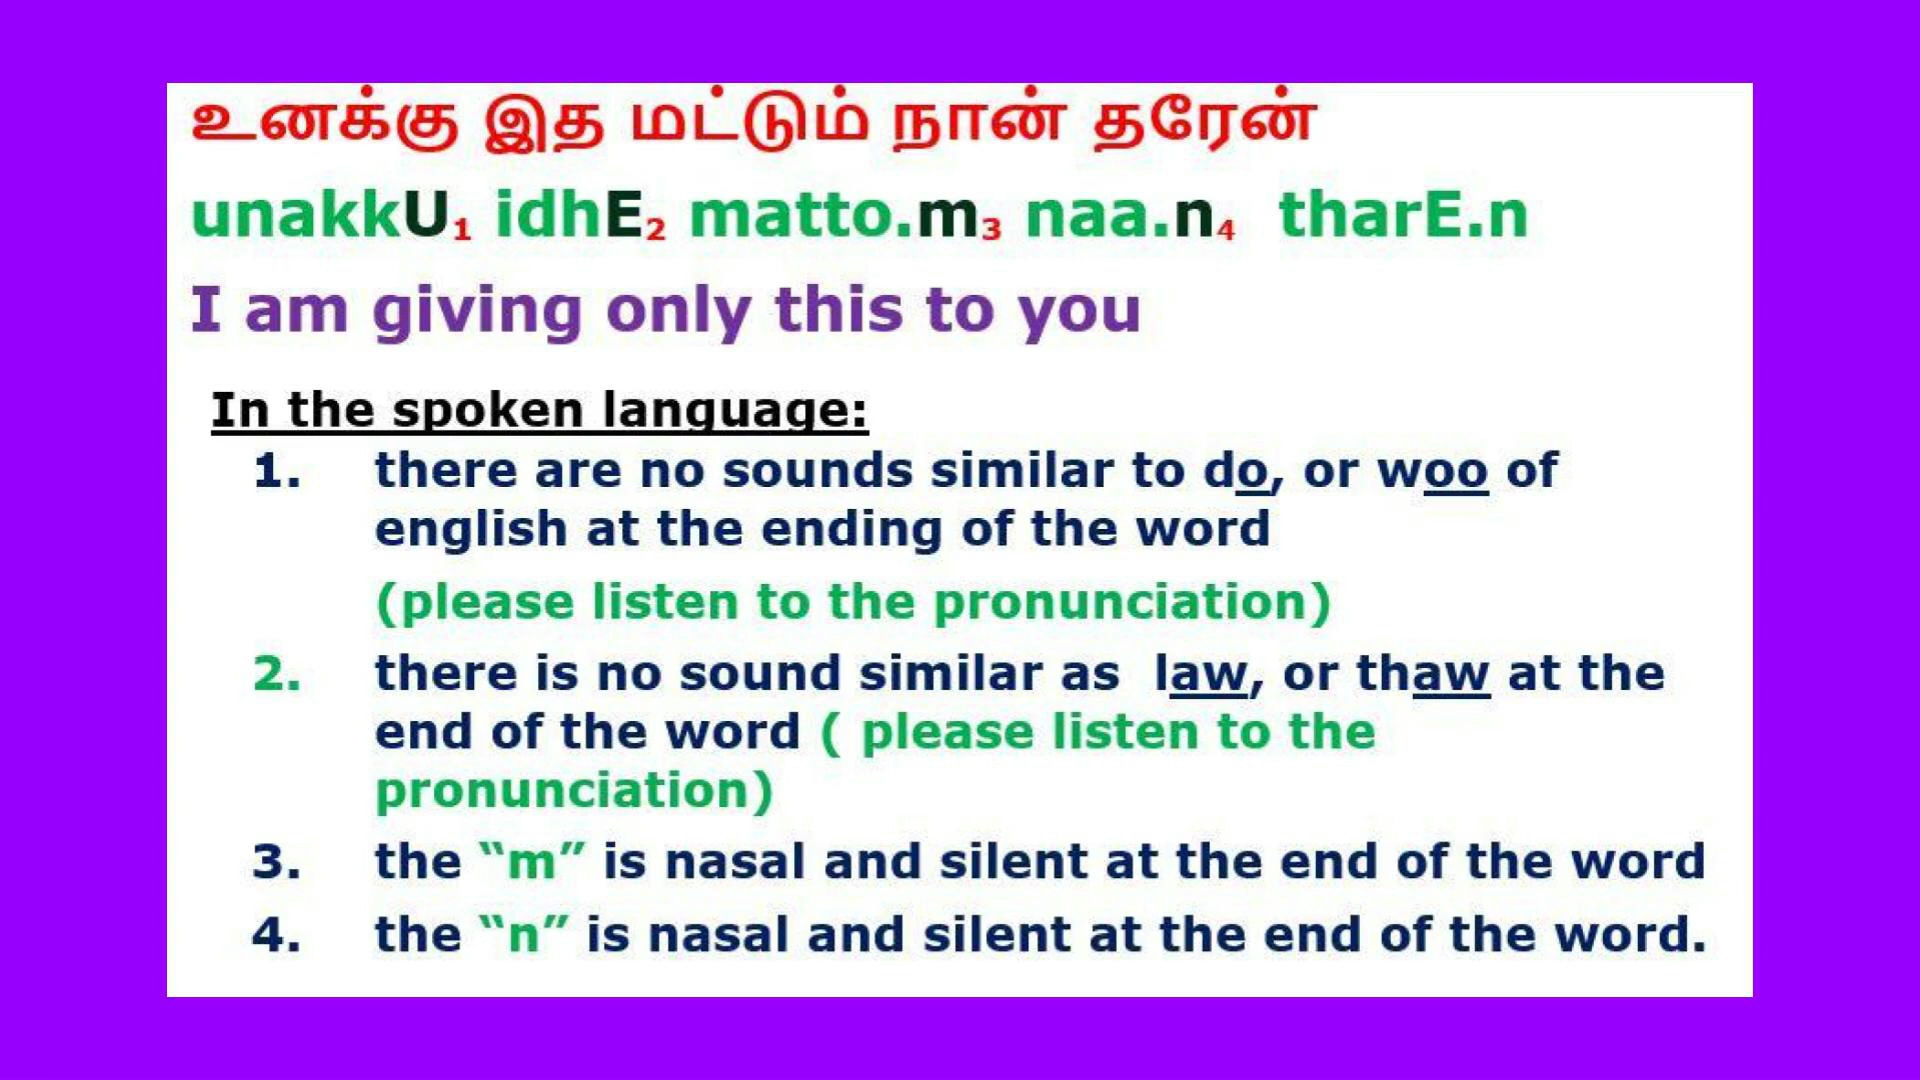 உனக்கு இத மட்டும் நான் தரேன்
unakkU1 idhE2 matto.m3 naa.n4 tharE.n
I am giving only this to you
In the spoken language:
1. there are no sounds similar to do, or woo of
english at the ending of the word
(please listen to the pronunciation)
2. there is no sound similar as law, or thaw at the
end of the word ( please listen to the
pronunciation)
3. the “m” is nasal and silent at the end of the word
4. the “n” is nasal and silent at the end of the word.